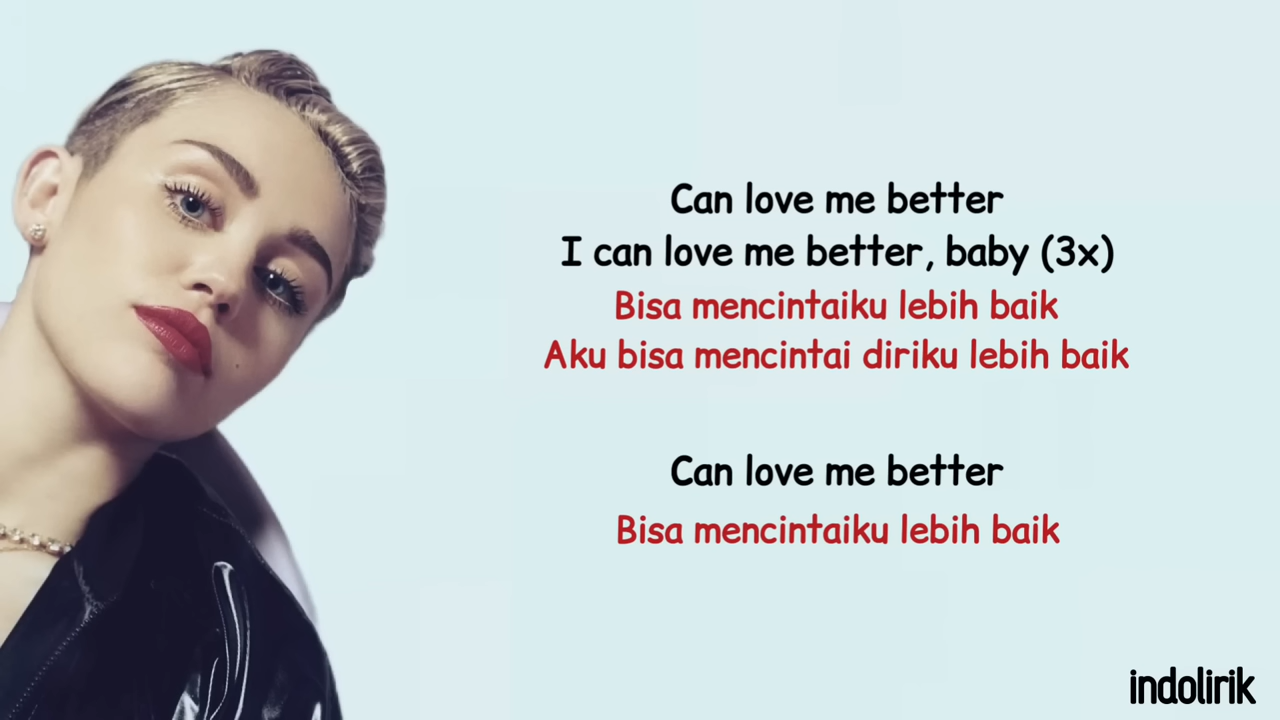 Can love me better
I can love me better, baby (3x)
Bisa mencintaiku lebih baik
Aku bisa mencintai diriku lebih baik
Can love me better
Bisa mencintaiku lebih baik
indolirik